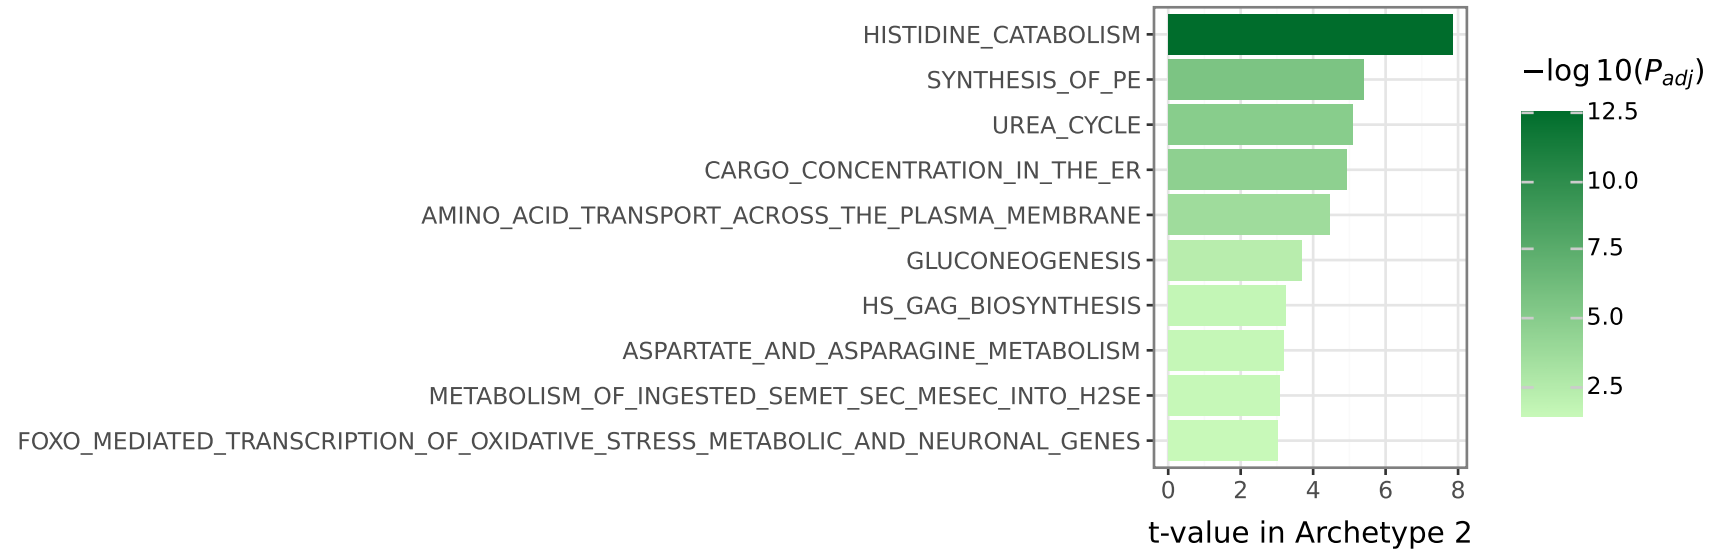 HISTIDINE_CATABOLISM
SYNTHESIS_OF_PE
UREA_CYCLE
CARGO_CONCENTRATION_IN_THE_ER
AMINO_ACID_TRANSPORT_ACROSS_THE_PLASMA_MEMBRANE
GLUCONEOGENESIS
HS_GAG_BIOSYNTHESIS
ASPARTATE_AND_ASPARAGINE_METABOLISM
METABOLISM_OF_INGESTED_SEMET_SEC_MESEC_INTO_H2SE
FOXO_MEDIATED_TRANSCRIPTION_OF_OXIDATIVE_STRESS_METABOLIC_AND_NEURONAL_GENES
0 2 4 6 8
t-value in Archetype 2
−log 10(P_adj)
12.5
10.0
7.5
5.0
2.5